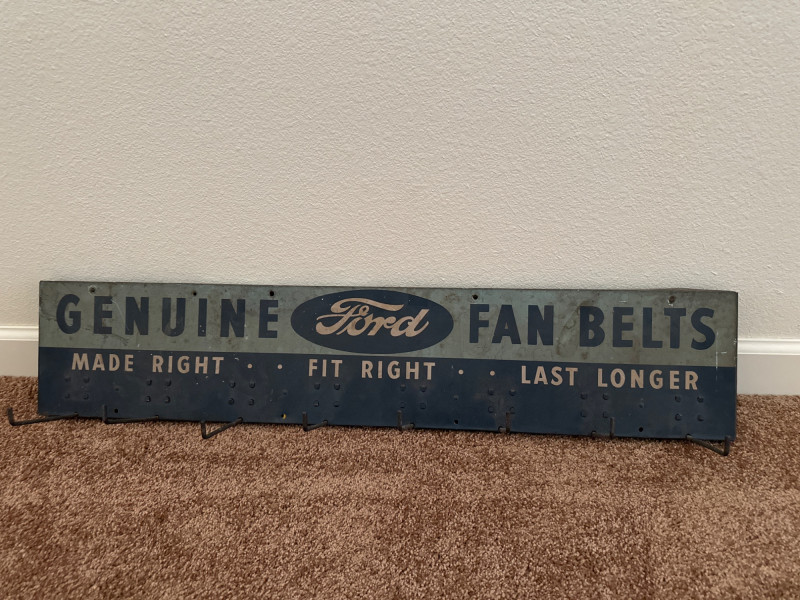 GENUINE Ford FAN BELTS
MADE RIGHT · · FIT RIGHT · · LAST LONGER